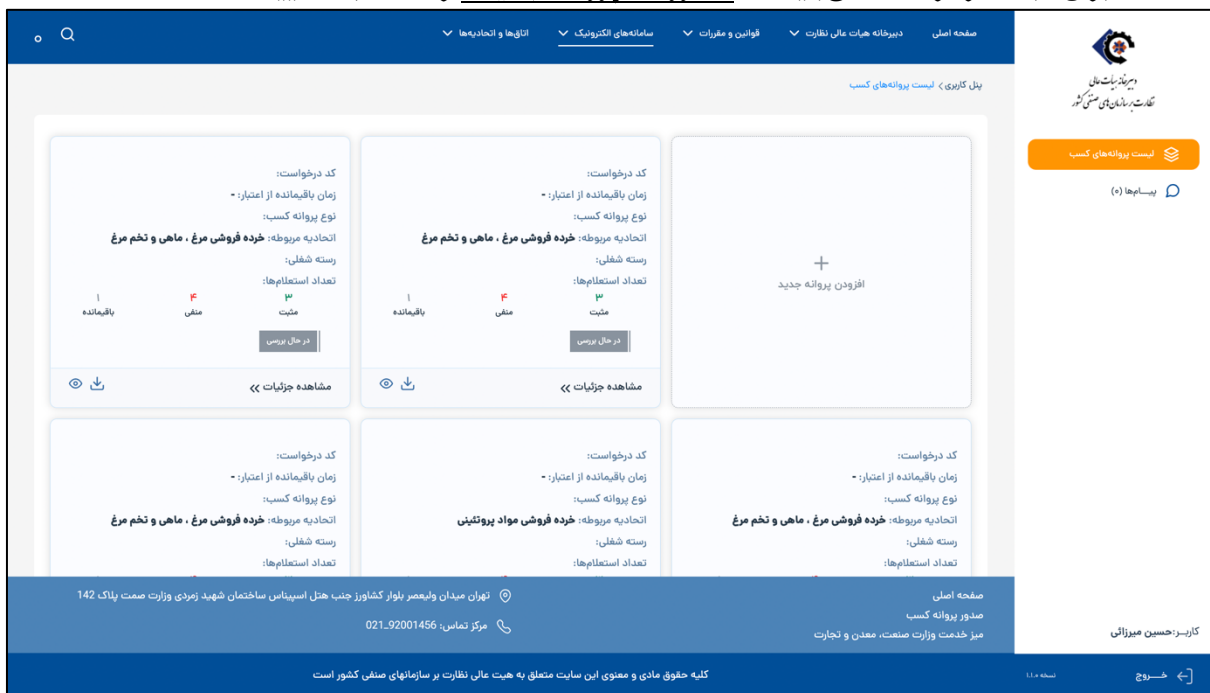 صفحه اصلی دبیرخانه هیات عالی نظارت قوانین و مقررات سامانه‌های الکترونیک اتاق‌ها و اتحادیه‌ها
دبیرخانه هیأت عالی
نظارت بر سازمان‌های صنفی کشور
لیست پروانه‌های کسب
پیـــام‌ها (۰)
پنل کاربری > لیست پروانه‌های کسب
افزودن پروانه جدید
کد درخواست:
زمان باقیمانده از اعتبار: -
نوع پروانه کسب:
اتحادیه مربوطه: خرده فروشی مرغ ، ماهی و تخم مرغ
رسته شغلی:
تعداد استعلام‌ها:
۳ ۴ ۱
مثبت منفی باقیمانده
در حال بررسی
مشاهده جزئیات
کد درخواست:
زمان باقیمانده از اعتبار: -
نوع پروانه کسب:
اتحادیه مربوطه: خرده فروشی مرغ ، ماهی و تخم مرغ
رسته شغلی:
تعداد استعلام‌ها:
۳ ۴ ۱
مثبت منفی باقیمانده
در حال بررسی
مشاهده جزئیات
کد درخواست:
زمان باقیمانده از اعتبار: -
نوع پروانه کسب:
اتحادیه مربوطه: خرده فروشی مرغ ، ماهی و تخم مرغ
رسته شغلی:
تعداد استعلام‌ها:
کد درخواست:
زمان باقیمانده از اعتبار: -
نوع پروانه کسب:
اتحادیه مربوطه: خرده فروشی مواد پروتئینی
رسته شغلی:
تعداد استعلام‌ها:
کد درخواست:
زمان باقیمانده از اعتبار: -
نوع پروانه کسب:
اتحادیه مربوطه: خرده فروشی مرغ ، ماهی و تخم مرغ
رسته شغلی:
تعداد استعلام‌ها:
صفحه اصلی
صدور پروانه کسب
میز خدمت وزارت صنعت، معدن و تجارت
تهران میدان ولیعصر بلوار کشاورز جنب هتل اسپیناس ساختمان شهید زمردی وزارت صمت پلاک 142
مرکز تماس: 92001456_021
کاربــر:حسین میرزائی
خـــروج
نسخه ۱.۱.۰
کلیه حقوق مادی و معنوی این سایت متعلق به هیت عالی نظارت بر سازمانهای صنفی کشور است